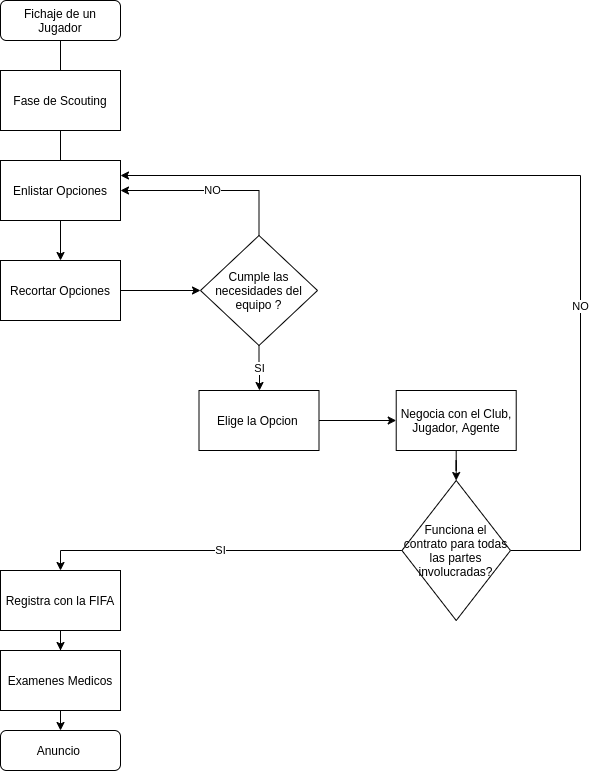 Fichaje de un
Jugador
Fase de Scouting
Enlistar Opciones
NO
Recortar Opciones
Cumple las
necesidades del
equipo ?
NO
SI
Elige la Opcion
Negocia con el Club,
Jugador, Agente
Funciona el
contrato para todas
las partes
involucradas?
SI
Registra con la FIFA
Examenes Medicos
Anuncio